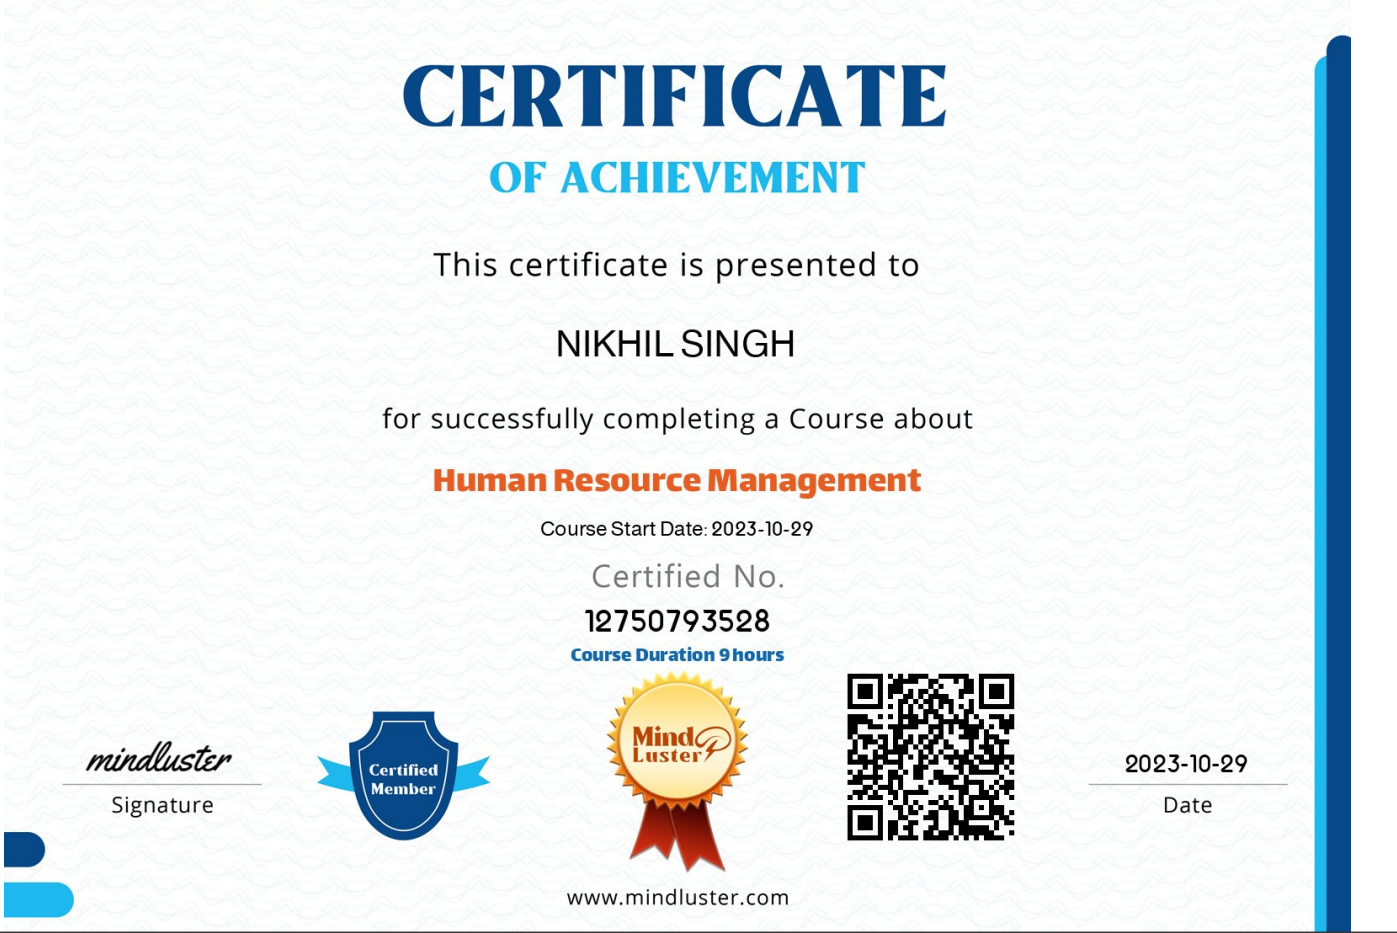 CERTIFICATE
OF ACHIEVEMENT
This certificate is presented to
NIKHIL SINGH
for successfully completing a Course about
Human Resource Management
Course Start Date: 2023-10-29
Certified No.
12750793528
Course Duration 9 hours
mindluster
Signature
Certified
Member
Mind
Luster
2023-10-29
Date
www.mindluster.com